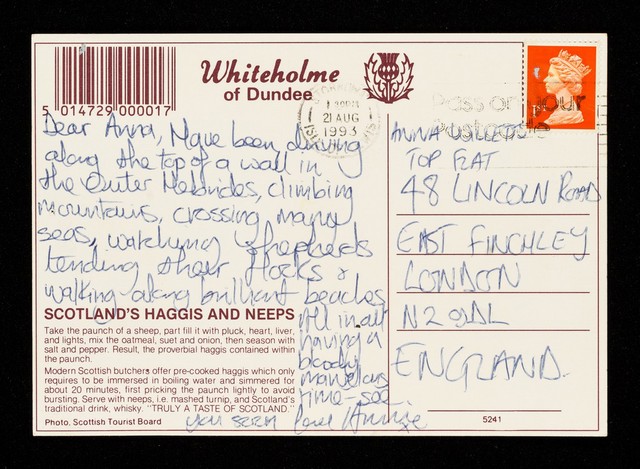 Whiteholme
of Dundee
5 014729 000017
STORNOWAY
21 AUG
1993
Pass on your
postcode
1ST
Dear Anna, Have been driving
along the top of a wall in
the Outer Hebrides, climbing
mountains, crossing many
seas, watching shepherds
tending their flocks &
walking along brilliant beaches
All in all
having a
bloody
marvelous
time - see
you soon love
ANNA
TOP FLAT
48 LINCOLN ROAD
EAST FINCHLEY
LONDON
N2
ENGLAND.
SCOTLAND'S HAGGIS AND NEEPS
Take the paunch of a sheep, part fill it with pluck, heart, liver,
and lights, mix the oatmeal, suet and onion, then season with
salt and pepper. Result, the proverbial haggis contained within
the paunch.
Modern Scottish butchers offer pre-cooked haggis which only
requires to be immersed in boiling water and simmered for
about 20 minutes, first pricking the paunch lightly to avoid
bursting. Serve with neeps, i.e. mashed turnip, and Scotland's
traditional drink, whisky. "TRULY A TASTE OF SCOTLAND."
Photo, Scottish Tourist Board
5241